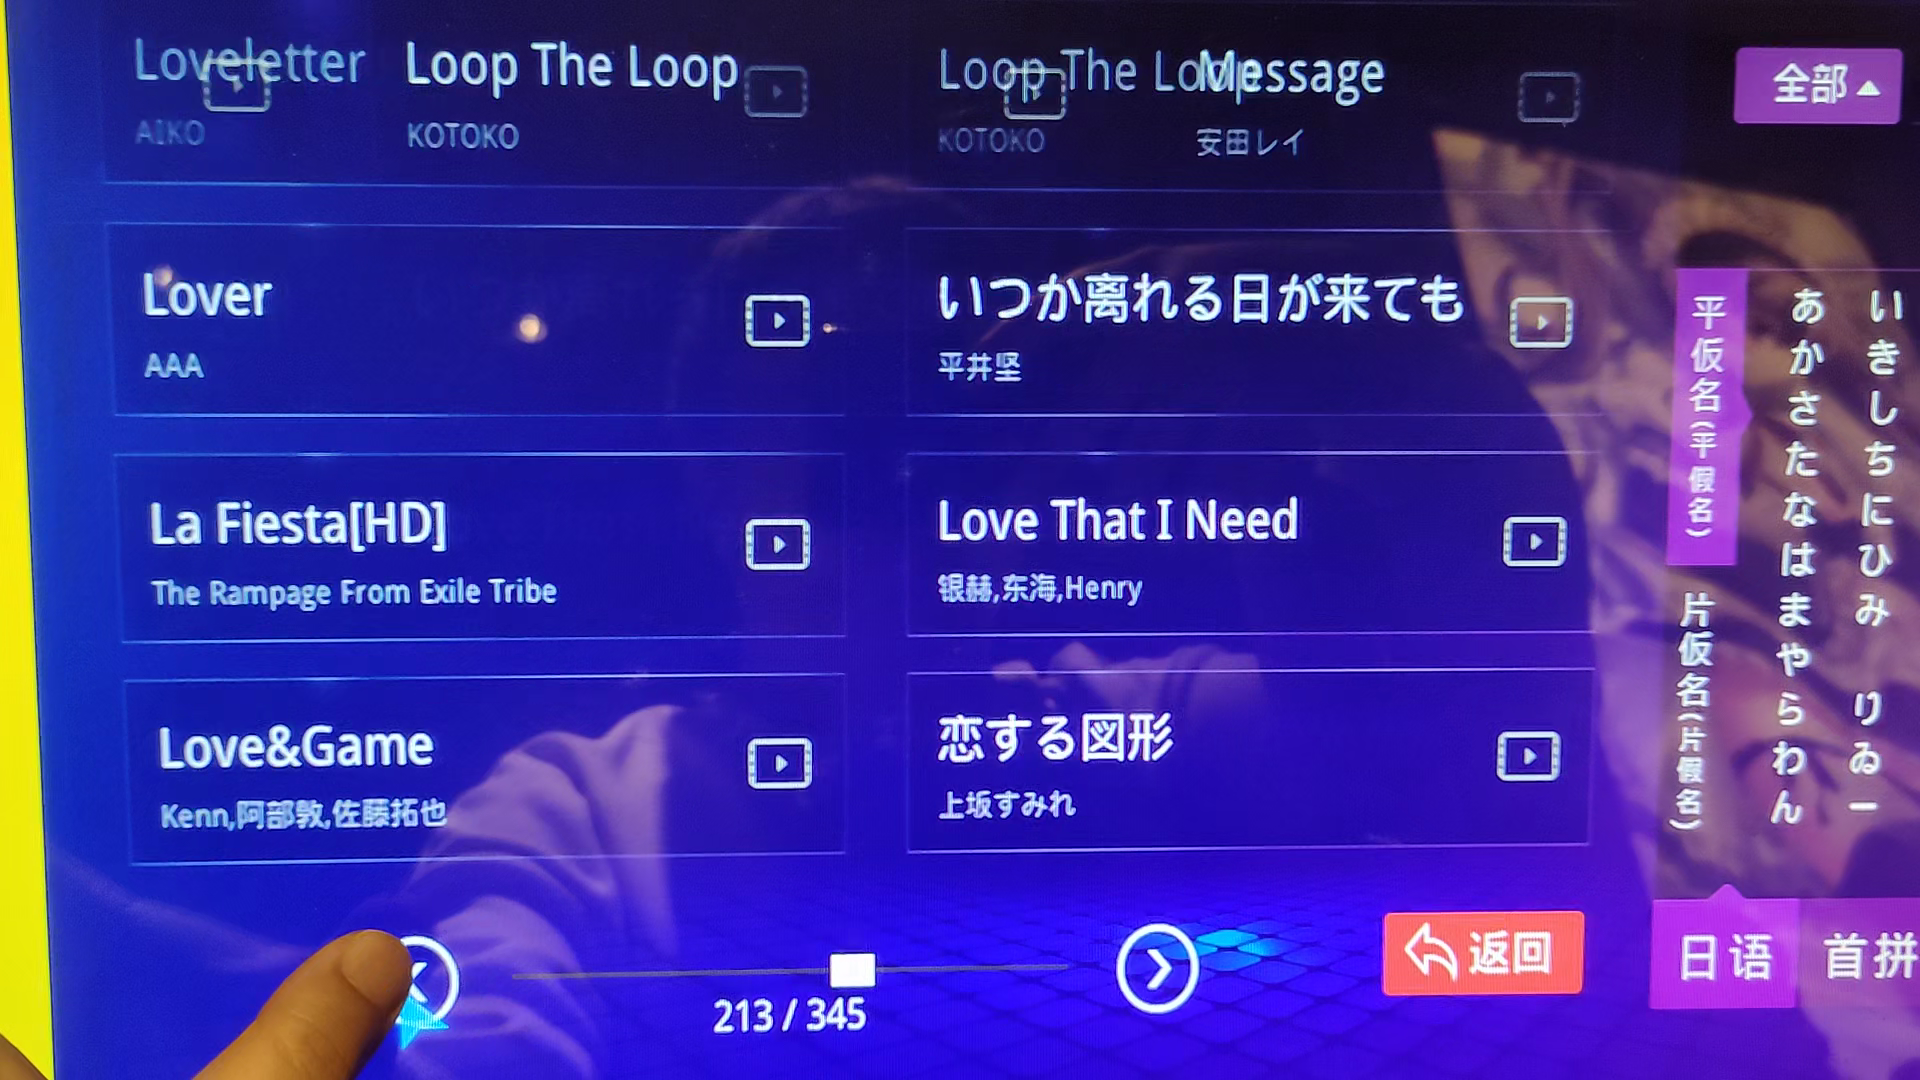 Loveletter
AIKO
Loop The Loop
KOTOKO
Loop The Loop
KOTOKO
Message
安田レイ
全部
Lover
AAA
いつか离れる日が来ても
平井坚
La Fiesta[HD]
The Rampage From Exile Tribe
Love That I Need
银赫,东海,Henry
Love&Game
Kenn,阿部敦,佐藤拓也
恋する図形
上坂すみれ
平仮名(平假名)
片仮名(片假名)
あかさたなはまやらわん
いきしちにひみ りゐー
213 / 345
返回
日语
首拼